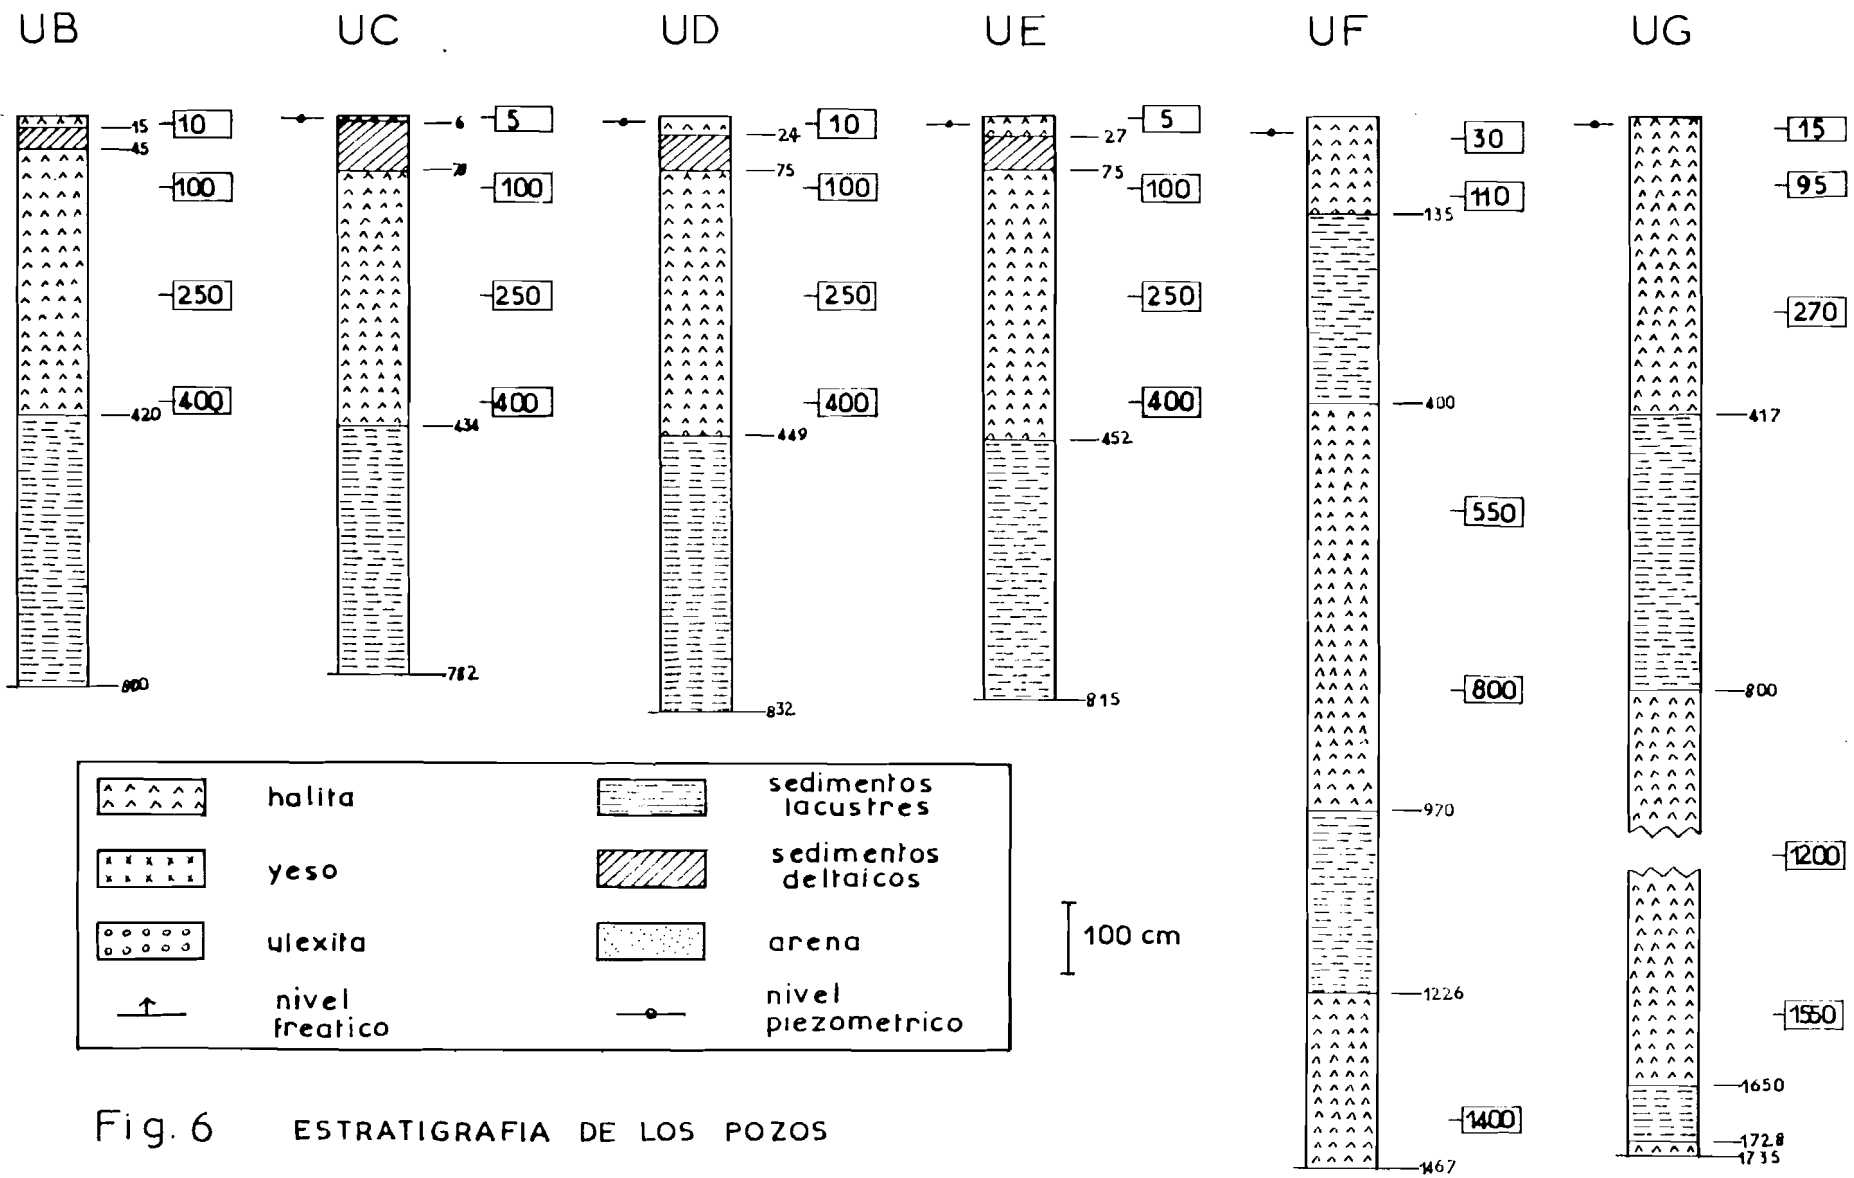 UB UC UD UE UF UG
15 10 6 5 24 10 27 5 30 15
45 75 75
100 100 100 100 110 95
135
250 250 250 250 270
420 400 434 400 449 400 452 400 400 417
550
800 782 832 815 800 800
halita sedimentos
lacustres
970
yeso sedimentos
deltaicos
1200
ulexita arena 100 cm
nivel
freatico
nivel
piezometrico
1226 1550
1650
Fig. 6 ESTRATIGRAFIA DE LOS POZOS
1400 172.8
1467 1735